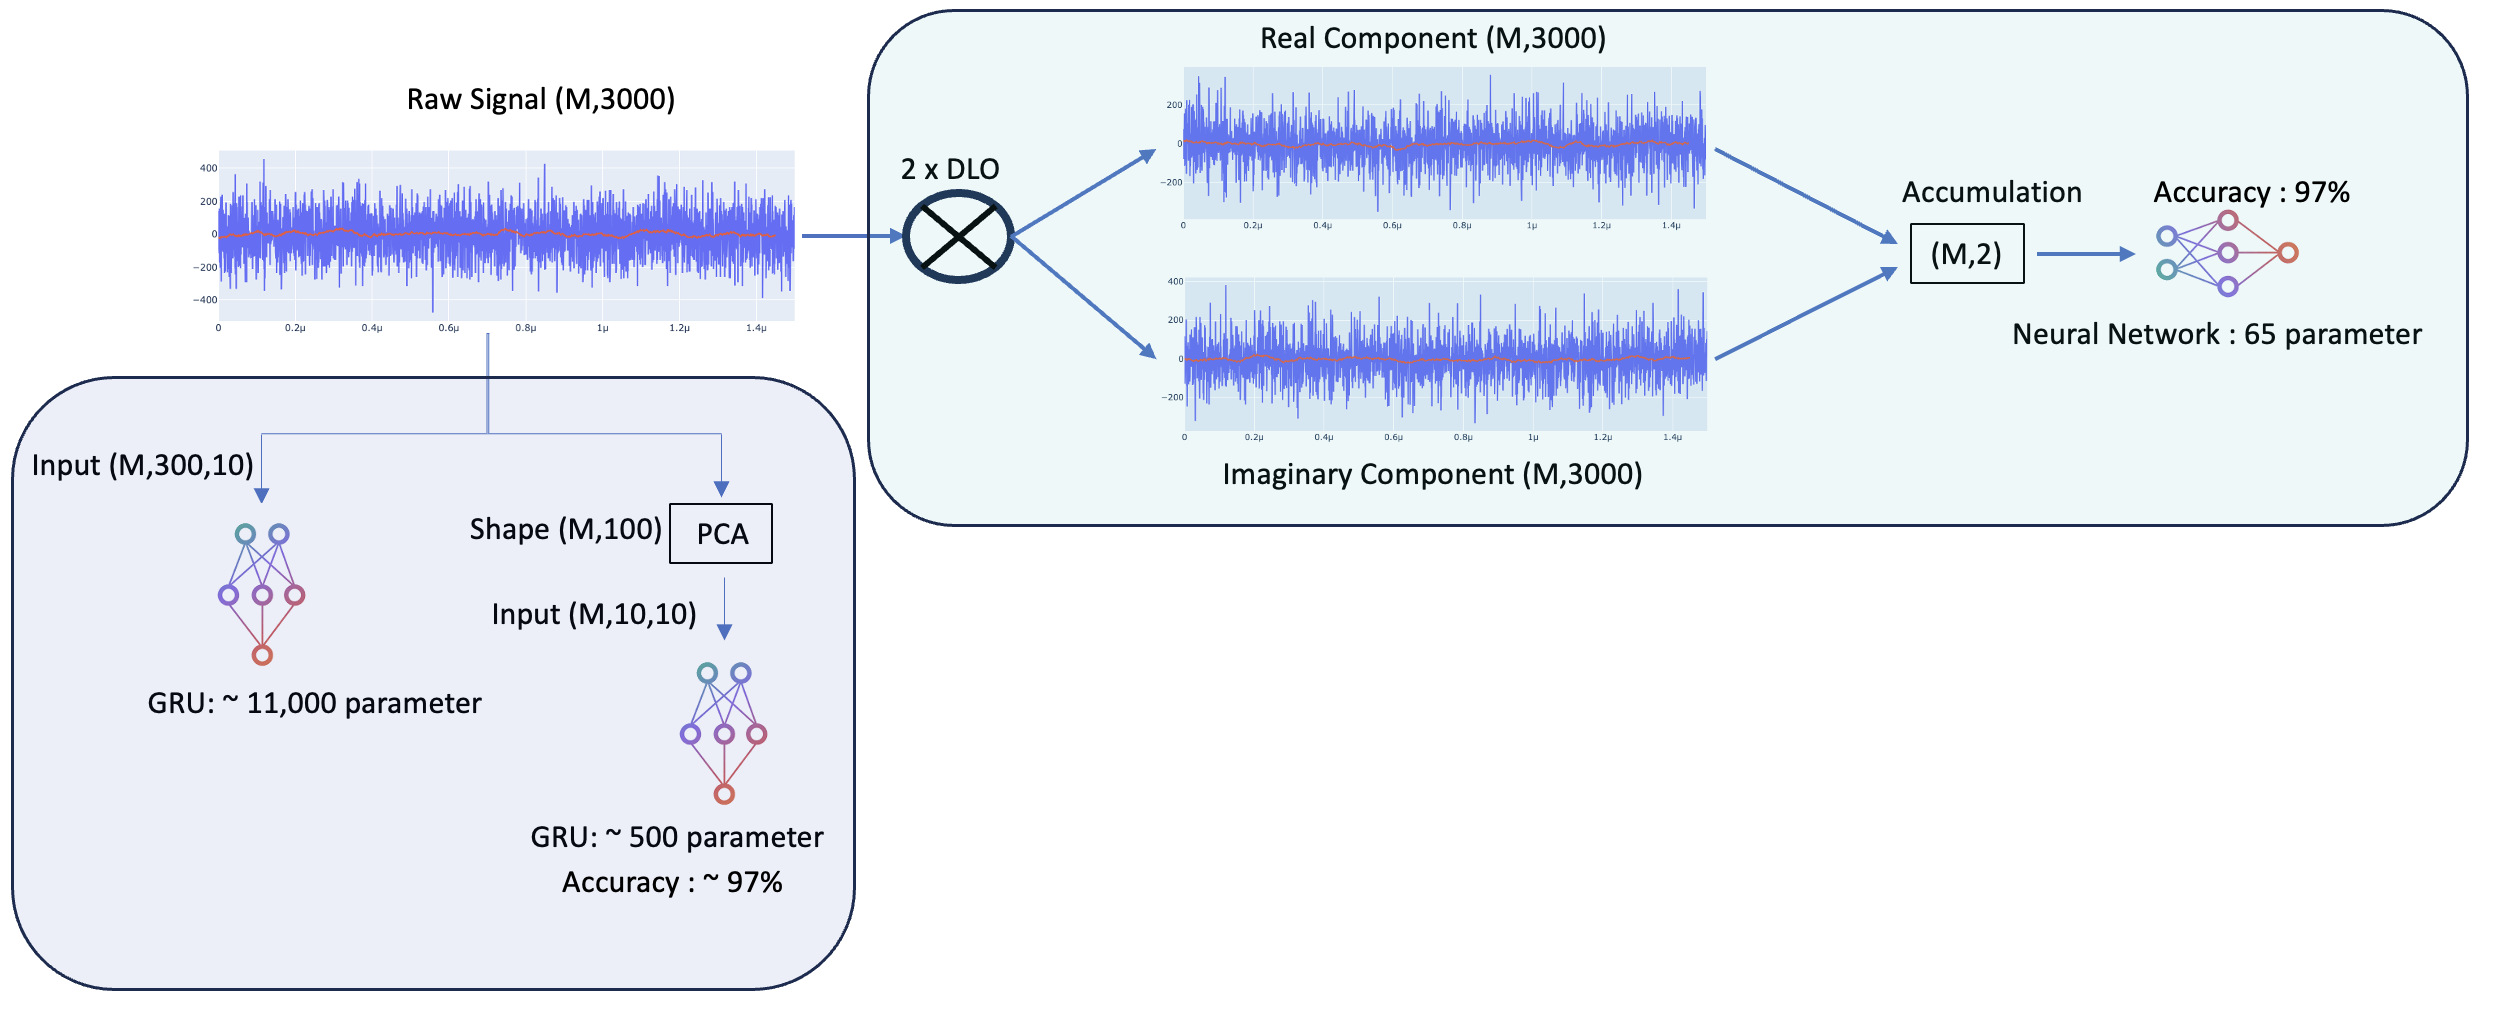 Raw Signal (M,3000)
400
200
0
−200
−400
0
0.2μ
0.4μ
0.6μ
0.8μ
1μ
1.2μ
1.4μ
2 x DLO
Real Component (M,3000)
200
0
−200
0
0.2μ
0.4μ
0.6μ
0.8μ
1μ
1.2μ
1.4μ
400
200
0
−200
0
0.2μ
0.4μ
0.6μ
0.8μ
1μ
1.2μ
1.4μ
Imaginary Component (M,3000)
Accumulation
(M,2)
Accuracy : 97%
Neural Network : 65 parameter
Input (M,300,10)
GRU: ~ 11,000 parameter
Shape (M,100)
PCA
Input (M,10,10)
GRU: ~ 500 parameter
Accuracy : ~ 97%